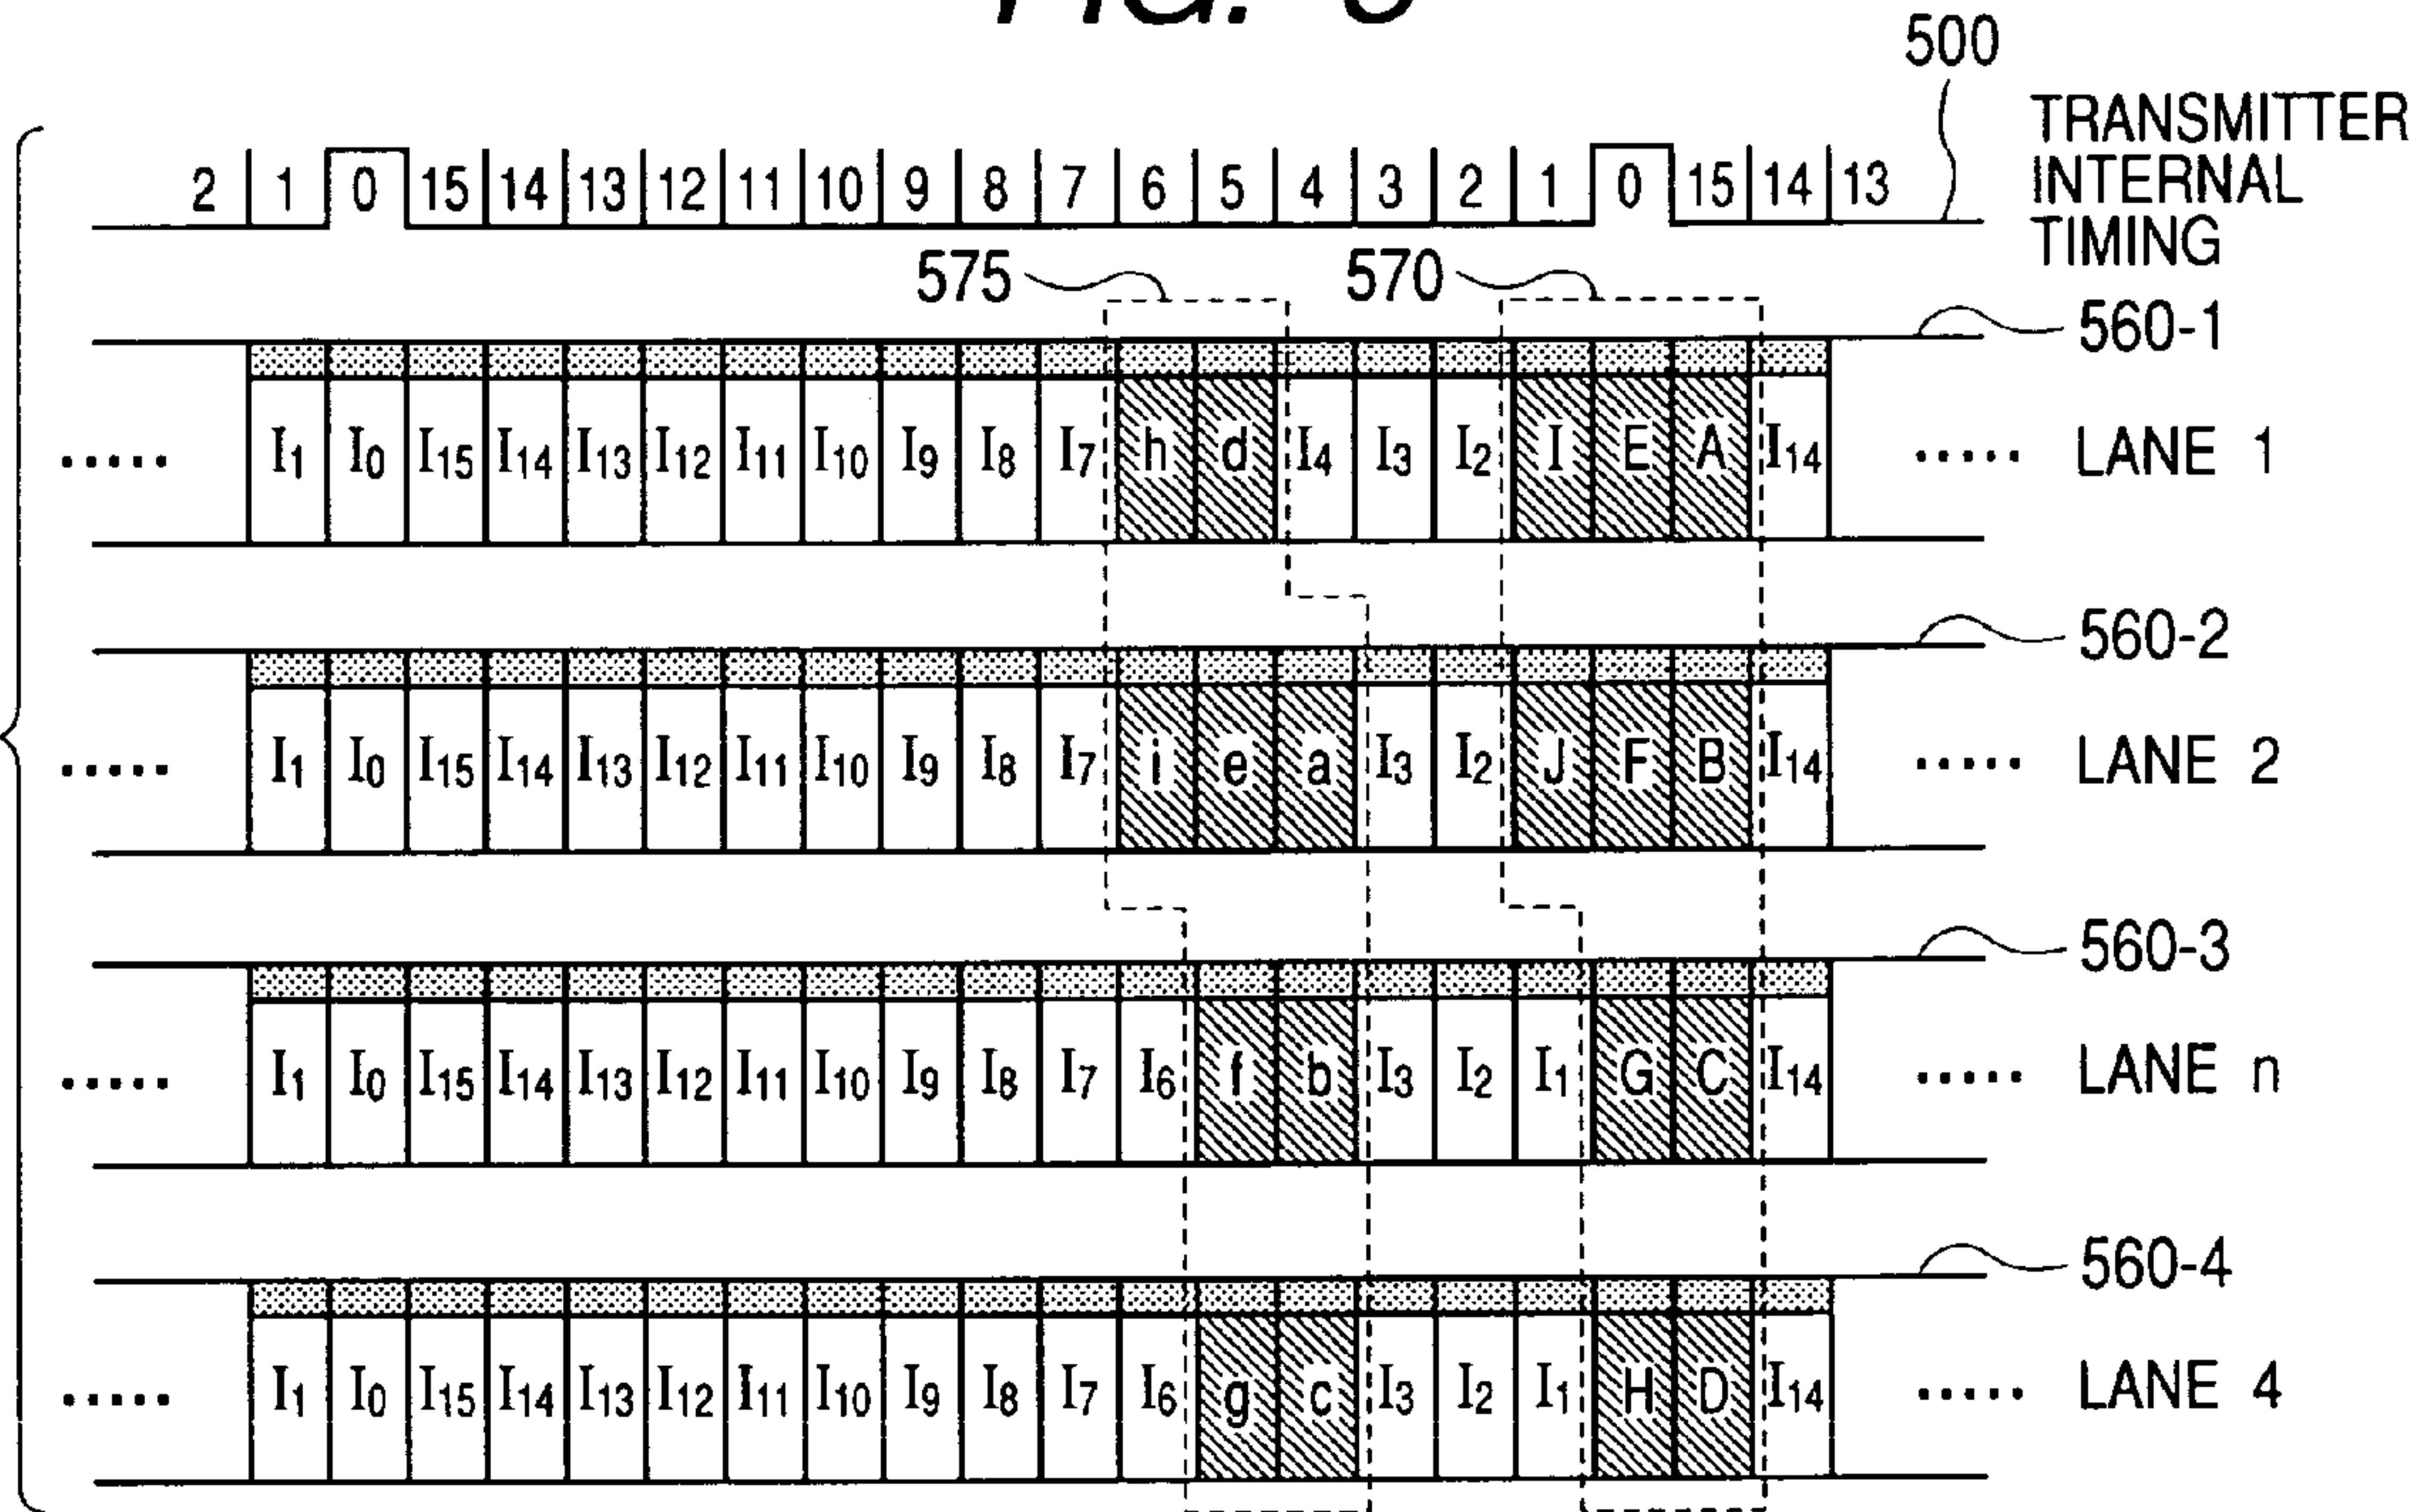 500
TRANSMITTER
INTERNAL
TIMING
2 1 0 15 14 13 12 11 10 9 8 7 6 5 4 3 2 1 0 15 14 13
575 570
560-1
..... I1 I0 I15 I14 I13 I12 I11 I10 I9 I8 I7 h d I4 I3 I2 I E A I14 ..... LANE 1
560-2
..... I1 I0 I15 I14 I13 I12 I11 I10 I9 I8 I7 i e a I3 I2 J F B I14 ..... LANE 2
560-3
..... I1 I0 I15 I14 I13 I12 I11 I10 I9 I8 I7 I6 f b I3 I2 I1 G C I14 ..... LANE n
560-4
..... I1 I0 I15 I14 I13 I12 I11 I10 I9 I8 I7 I6 g c I3 I2 I1 H D I14 ..... LANE 4